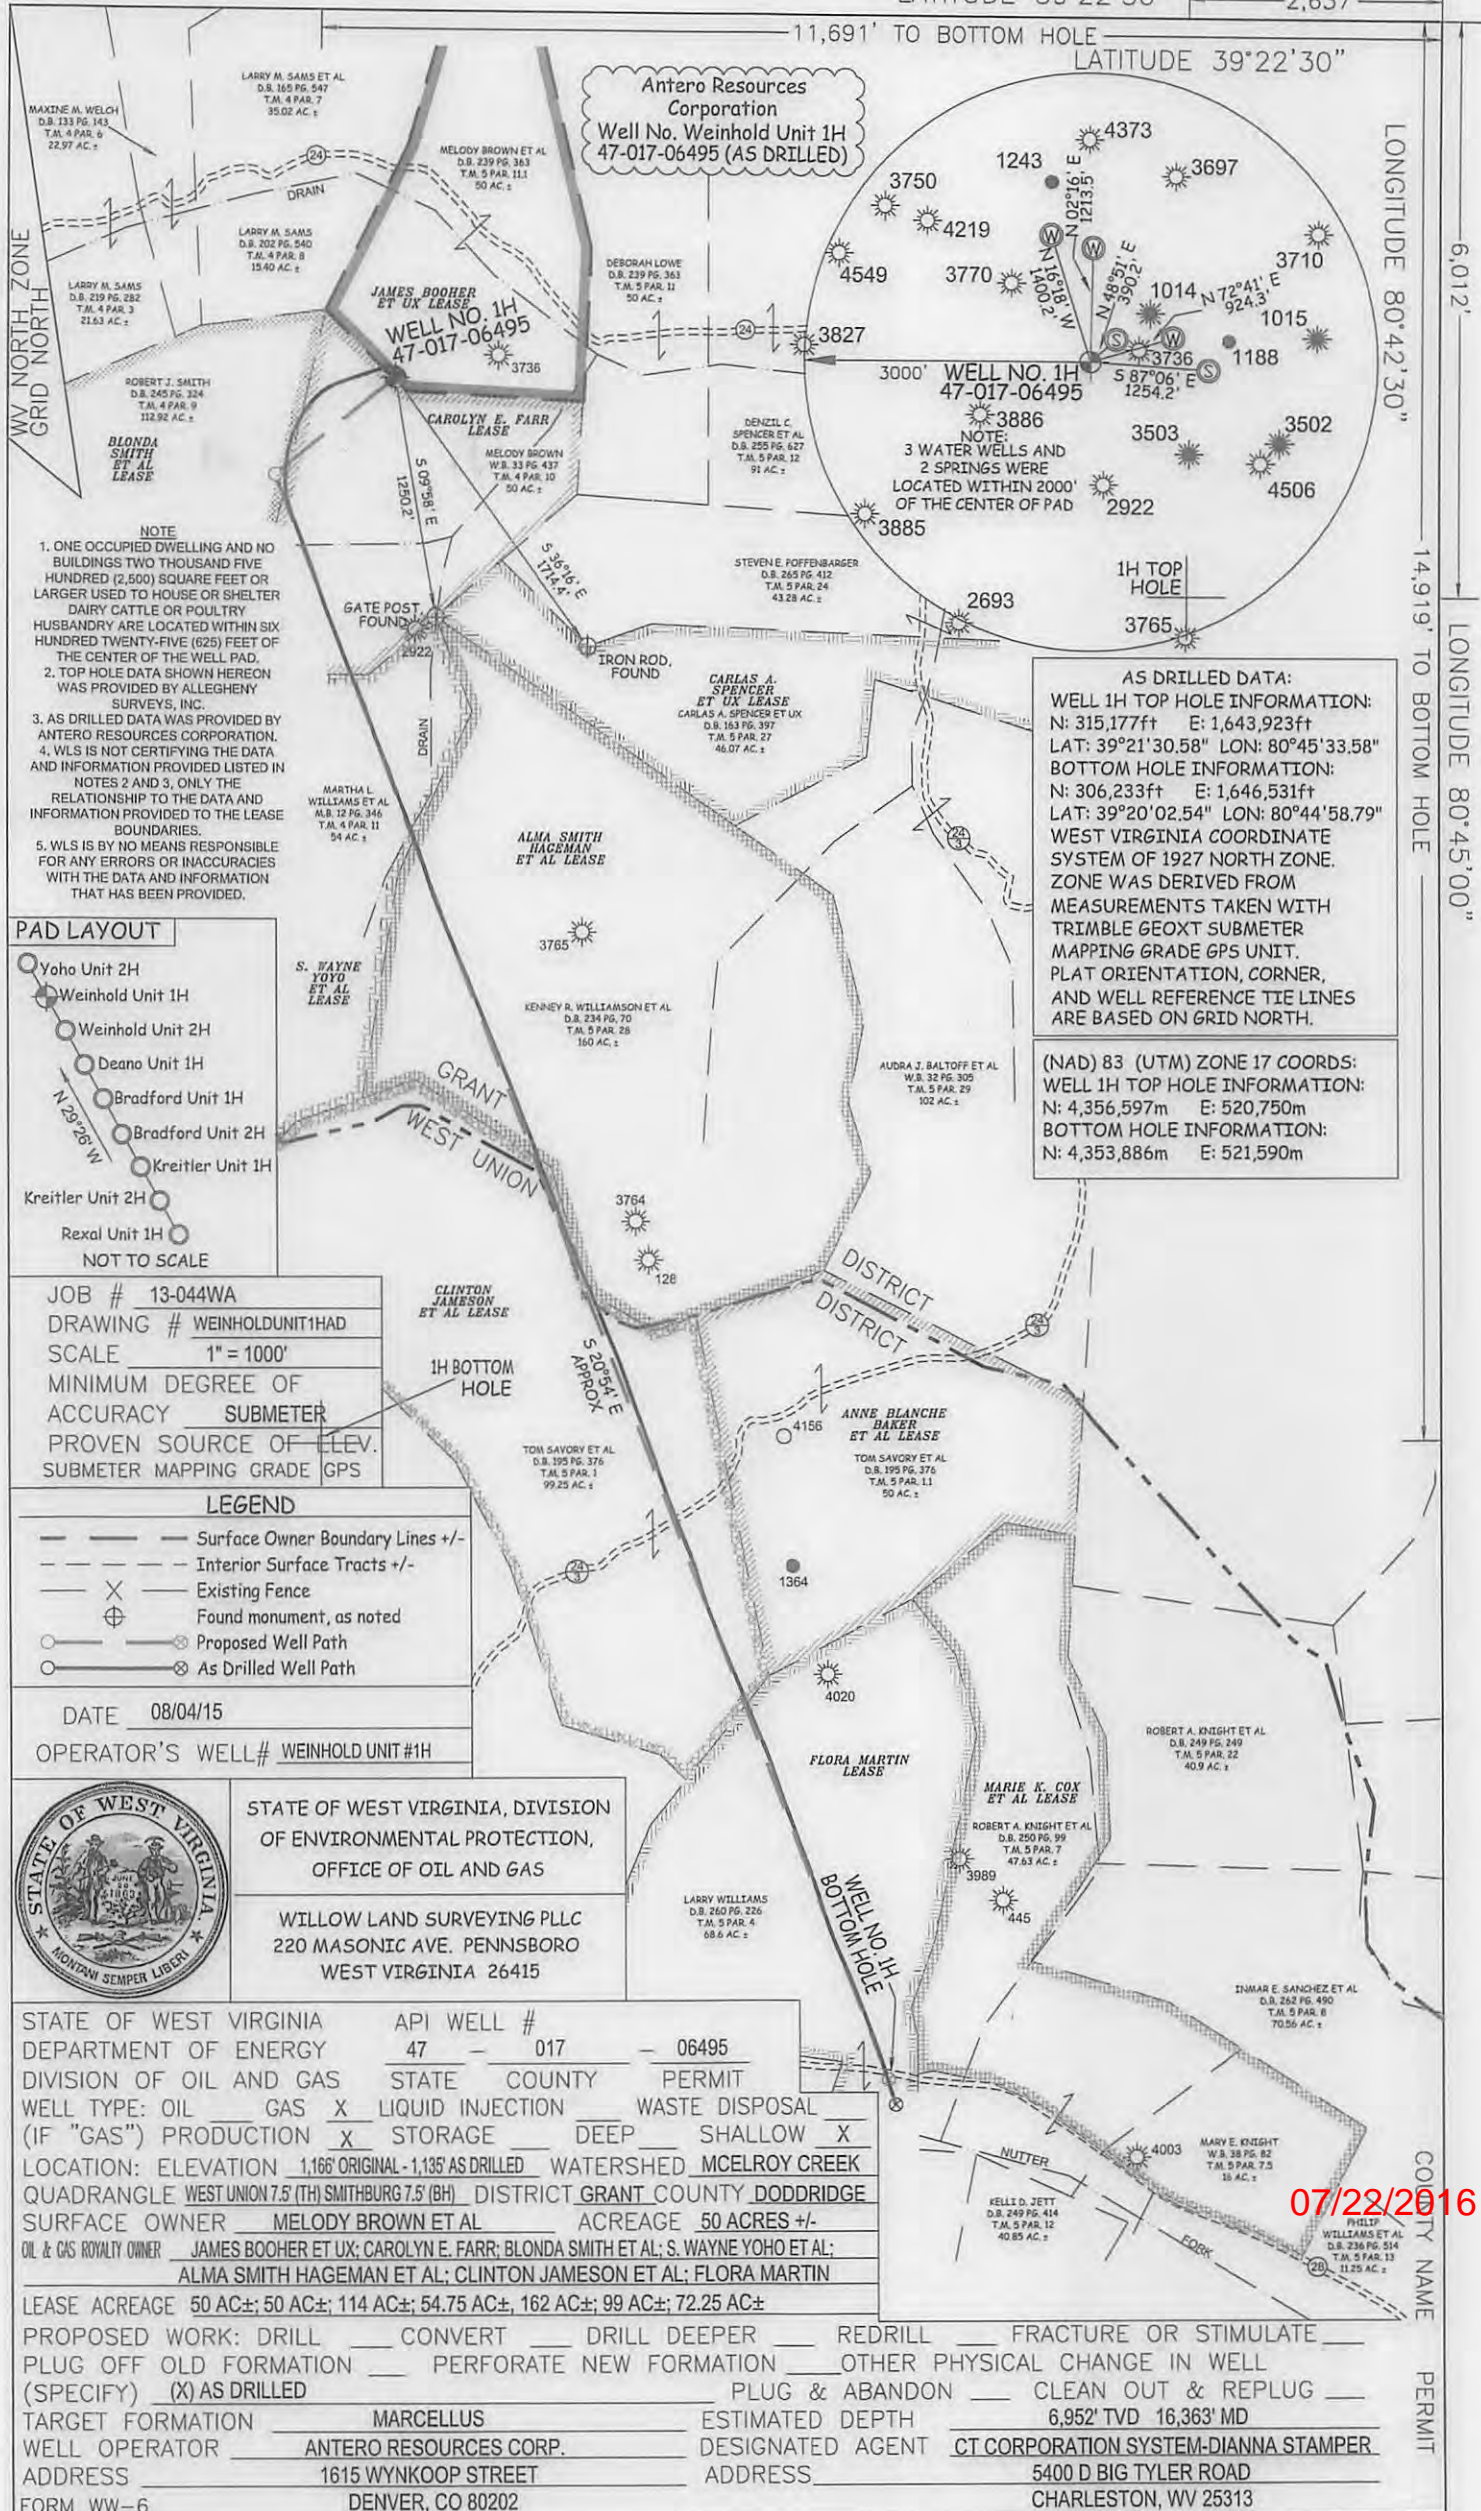 LATITUDE 39°22'30"
2,637'
11,691' TO BOTTOM HOLE
LATITUDE 39°22'30"
LONGITUDE 80°42'30"
6,012'
14,919' TO BOTTOM HOLE
LONGITUDE 80°45'00"
WV NORTH ZONE
GRID NORTH
Antero Resources
Corporation
Well No. Weinhold Unit 1H
47-017-06495 (AS DRILLED)
MAXINE M. WELCH
D.B. 133 PG. 143
T.M. 4 PAR. 6
22.97 AC. ±
LARRY M. SAMS ET AL
D.B. 165 PG. 547
T.M. 4 PAR. 7
35.02 AC. ±
24
DRAIN
MELODY BROWN ET AL
D.B. 239 PG. 363
T.M. 5 PAR. 11.1
50 AC. ±
LARRY M. SAMS
D.B. 202 PG. 540
T.M. 4 PAR. 8
15.40 AC. ±
LARRY M. SAMS
D.B. 219 PG. 282
T.M. 4 PAR. 3
21.63 AC. ±
DEBORAH LOWE
D.B. 239 PG. 363
T.M. 5 PAR. 11
50 AC. ±
JAMES BOOHER
ET UX LEASE
WELL NO. 1H
47-017-06495
3736
24
ROBERT J. SMITH
D.B. 245 PG. 324
T.M. 4 PAR. 9
112.92 AC. ±
BLONDA
SMITH
ET AL
LEASE
CAROLYN E. FARR
LEASE
MELODY BROWN
W.B. 33 PG. 437
T.M. 4 PAR. 10
50 AC. ±
DENZIL C.
SPENCER ET AL
D.B. 255 PG. 627
T.M. 5 PAR. 12
91 AC. ±
S 09°58' E
1250.2'
S 36°16' E
1714.4'
4373
1243
3697
3750
4219
4549
3770
3710
N 02°16' E
1213.5'
N 16°18' W
1400.2'
N 48°51' E
390.2'
N 72°41' E
924.3'
W
W
1014
1015
S
W
3827
3736
1188
S
S 87°06' E
1254.2'
3000'
WELL NO. 1H
47-017-06495
3886
NOTE:
3 WATER WELLS AND
2 SPRINGS WERE
LOCATED WITHIN 2000'
OF THE CENTER OF PAD
3503
3502
4506
2922
3885
1H TOP
HOLE
2693
3765
NOTE
1. ONE OCCUPIED DWELLING AND NO
BUILDINGS TWO THOUSAND FIVE
HUNDRED (2,500) SQUARE FEET OR
LARGER USED TO HOUSE OR SHELTER
DAIRY CATTLE OR POULTRY
HUSBANDRY ARE LOCATED WITHIN SIX
HUNDRED TWENTY-FIVE (625) FEET OF
THE CENTER OF THE WELL PAD.
2. TOP HOLE DATA SHOWN HEREON
WAS PROVIDED BY ALLEGHENY
SURVEYS, INC.
3. AS DRILLED DATA WAS PROVIDED BY
ANTERO RESOURCES CORPORATION.
4. WLS IS NOT CERTIFYING THE DATA
AND INFORMATION PROVIDED LISTED IN
NOTES 2 AND 3, ONLY THE
RELATIONSHIP TO THE DATA AND
INFORMATION PROVIDED TO THE LEASE
BOUNDARIES.
5. WLS IS BY NO MEANS RESPONSIBLE
FOR ANY ERRORS OR INACCURACIES
WITH THE DATA AND INFORMATION
THAT HAS BEEN PROVIDED.
GATE POST,
FOUND
2922
IRON ROD,
FOUND
DRAIN
STEVEN E. POFFENBARGER
D.B. 265 PG. 412
T.M. 5 PAR. 24
43.28 AC. ±
CARLAS A.
SPENCER
ET UX LEASE
CARLAS A. SPENCER ET UX
D.B. 163 PG. 397
T.M. 5 PAR. 27
46.07 AC. ±
MARTHA L.
WILLIAMS ET AL
M.B. 12 PG. 346
T.M. 4 PAR. 11
54 AC. ±
ALMA SMITH
HAGEMAN
ET AL LEASE
24
3
AS DRILLED DATA:
WELL 1H TOP HOLE INFORMATION:
N: 315,177ft E: 1,643,923ft
LAT: 39°21'30.58" LON: 80°45'33.58"
BOTTOM HOLE INFORMATION:
N: 306,233ft E: 1,646,531ft
LAT: 39°20'02.54" LON: 80°44'58.79"
WEST VIRGINIA COORDINATE
SYSTEM OF 1927 NORTH ZONE.
ZONE WAS DERIVED FROM
MEASUREMENTS TAKEN WITH
TRIMBLE GEOXT SUBMETER
MAPPING GRADE GPS UNIT.
PLAT ORIENTATION, CORNER,
AND WELL REFERENCE TIE LINES
ARE BASED ON GRID NORTH.
(NAD) 83 (UTM) ZONE 17 COORDS:
WELL 1H TOP HOLE INFORMATION:
N: 4,356,597m E: 520,750m
BOTTOM HOLE INFORMATION:
N: 4,353,886m E: 521,590m
PAD LAYOUT
Yoho Unit 2H
Weinhold Unit 1H
Weinhold Unit 2H
Deano Unit 1H
Bradford Unit 1H
Bradford Unit 2H
Kreitler Unit 1H
Kreitler Unit 2H
Rexal Unit 1H
N 29°26' W
NOT TO SCALE
S. WAYNE
YOYO
ET AL
LEASE
3765
KENNEY R. WILLIAMSON ET AL
D.B. 234 PG. 70
T.M. 5 PAR. 28
160 AC. ±
AUDRA J. BALTOFF ET AL
W.B. 32 PG. 305
T.M. 5 PAR. 29
102 AC. ±
GRANT
WEST UNION
3764
128
DISTRICT
DISTRICT
CLINTON
JAMESON
ET AL LEASE
S 20°54' E
APPROX
24
3
1H BOTTOM
HOLE
4156
ANNE BLANCHE
BAKER
ET AL LEASE
TOM SAVORY ET AL
D.B. 195 PG. 376
T.M. 5 PAR. 1
99.25 AC. ±
TOM SAVORY ET AL
D.B. 195 PG. 376
T.M. 5 PAR. 1.1
50 AC. ±
24
3
1364
4020
JOB # 13-044WA
DRAWING # WEINHOLDUNIT1HAD
SCALE 1" = 1000'
MINIMUM DEGREE OF
ACCURACY SUBMETER
PROVEN SOURCE OF ELEV.
SUBMETER MAPPING GRADE GPS
LEGEND
Surface Owner Boundary Lines +/-
Interior Surface Tracts +/-
X Existing Fence
Found monument, as noted
Proposed Well Path
As Drilled Well Path
DATE 08/04/15
OPERATOR'S WELL# WEINHOLD UNIT #1H
FLORA MARTIN
LEASE
MARIE K. COX
ET AL LEASE
ROBERT A. KNIGHT ET AL
D.B. 250 PG. 99
T.M. 5 PAR. 7
47.63 AC. ±
3989
445
ROBERT A. KNIGHT ET AL
D.B. 249 PG. 249
T.M. 5 PAR. 22
40.9 AC. ±
LARRY WILLIAMS
D.B. 260 PG. 226
T.M. 5 PAR. 4
68.6 AC. ±
WELL NO. 1H
BOTTOM HOLE
INMAR E. SANCHEZ ET AL
D.B. 262 PG. 490
T.M. 5 PAR. 8
70.56 AC. ±
STATE OF WEST VIRGINIA
JUNE
20
1863
MONTANI SEMPER LIBERI
STATE OF WEST VIRGINIA, DIVISION
OF ENVIRONMENTAL PROTECTION,
OFFICE OF OIL AND GAS
WILLOW LAND SURVEYING PLLC
220 MASONIC AVE. PENNSBORO
WEST VIRGINIA 26415
4003
MARY E. KNIGHT
W.B. 38 PG. 82
T.M. 5 PAR. 7.5
16 AC. ±
NUTTER
FORK
KELLI D. JETT
D.B. 249 PG. 414
T.M. 5 PAR. 12
40.85 AC. ±
07/22/2016
PHILIP
WILLIAMS ET AL
D.B. 236 PG. 514
T.M. 5 PAR. 13
11.25 AC. ±
28
STATE OF WEST VIRGINIA API WELL #
DEPARTMENT OF ENERGY 47 - 017 - 06495
DIVISION OF OIL AND GAS STATE COUNTY PERMIT
WELL TYPE: OIL GAS X LIQUID INJECTION WASTE DISPOSAL
(IF "GAS") PRODUCTION X STORAGE DEEP SHALLOW X
LOCATION: ELEVATION 1,166' ORIGINAL - 1,135' AS DRILLED WATERSHED MCELROY CREEK
QUADRANGLE WEST UNION 7.5' (TH) SMITHBURG 7.5' (BH) DISTRICT GRANT COUNTY DODDRIDGE
SURFACE OWNER MELODY BROWN ET AL ACREAGE 50 ACRES +/-
OIL & GAS ROYALTY OWNER JAMES BOOHER ET UX; CAROLYN E. FARR; BLONDA SMITH ET AL; S. WAYNE YOHO ET AL;
ALMA SMITH HAGEMAN ET AL; CLINTON JAMESON ET AL; FLORA MARTIN
LEASE ACREAGE 50 AC±; 50 AC±; 114 AC±; 54.75 AC±, 162 AC±; 99 AC±; 72.25 AC±
PROPOSED WORK: DRILL CONVERT DRILL DEEPER REDRILL FRACTURE OR STIMULATE
PLUG OFF OLD FORMATION PERFORATE NEW FORMATION OTHER PHYSICAL CHANGE IN WELL
(SPECIFY) (X) AS DRILLED PLUG & ABANDON CLEAN OUT & REPLUG
TARGET FORMATION MARCELLUS ESTIMATED DEPTH 6,952' TVD 16,363' MD
WELL OPERATOR ANTERO RESOURCES CORP. DESIGNATED AGENT CT CORPORATION SYSTEM-DIANNA STAMPER
ADDRESS 1615 WYNKOOP STREET ADDRESS 5400 D BIG TYLER ROAD
FORM WW-6 DENVER, CO 80202 CHARLESTON, WV 25313
COUNTY NAME
PERMIT